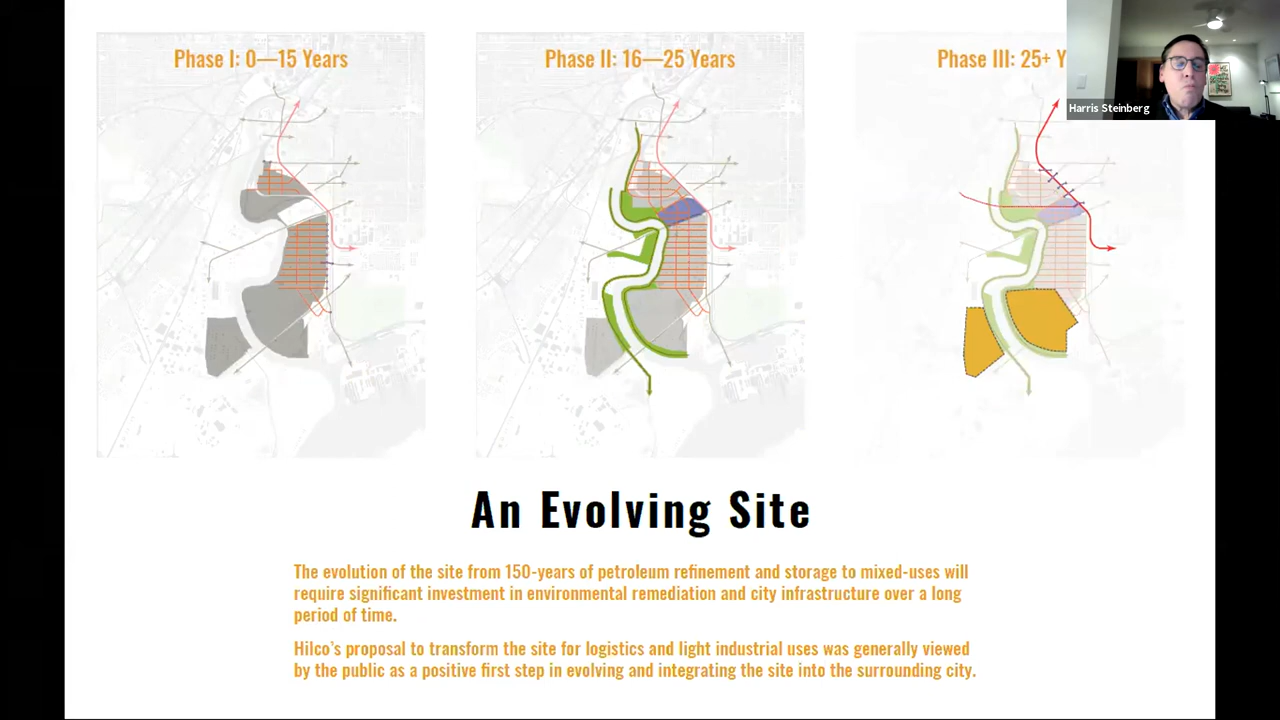 Phase I: 0—15 Years
Phase II: 16—25 Years
Phase III: 25+ Y
Harris Steinberg
An Evolving Site
The evolution of the site from 150-years of petroleum refinement and storage to mixed-uses will
require significant investment in environmental remediation and city infrastructure over a long
period of time.
Hilco's proposal to transform the site for logistics and light industrial uses was generally viewed
by the public as a positive first step in evolving and integrating the site into the surrounding city.